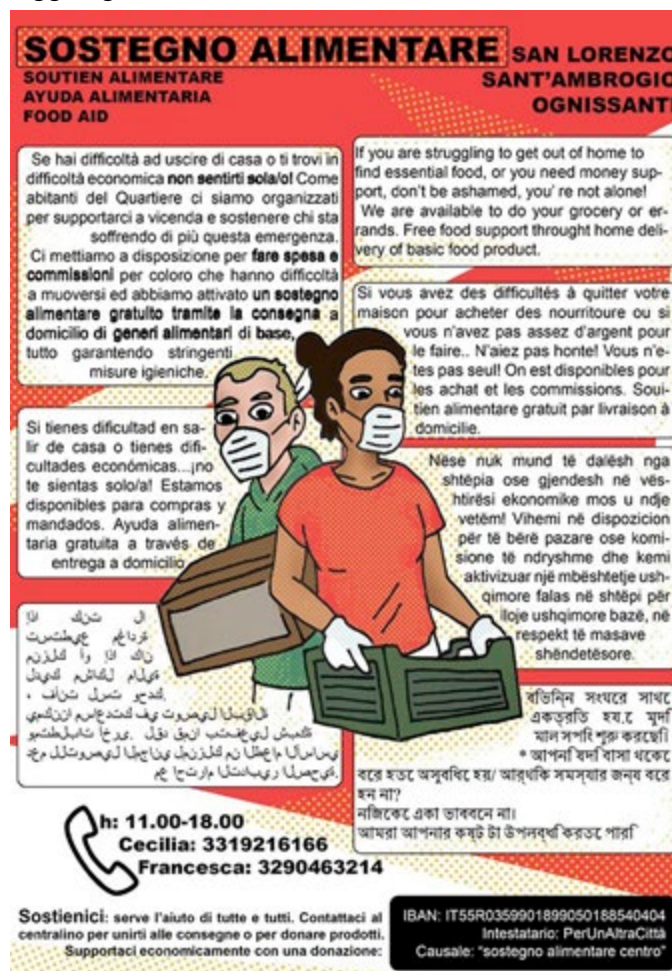 SOSTEGNO ALIMENTARE
SOUTIEN ALIMENTARE
AYUDA ALIMENTARIA
FOOD AID
SAN LORENZO
SANT'AMBROGIO
OGNISSANTI
Se hai difficoltà ad uscire di casa o ti trovi in
difficoltà economica non sentirti sola/o! Come
abitanti del Quartiere ci siamo organizzati
per supportarci a vicenda e sostenere chi sta
soffrendo di più questa emergenza.
Ci mettiamo a disposizione per fare spesa e
commissioni per coloro che hanno difficoltà
a muoversi ed abbiamo attivato un sostegno
alimentare gratuito tramite la consegna a
domicilio di generi alimentari di base,
tutto garantendo stringenti
misure igieniche.
If you are struggling to get out of home to
find essential food, or you need money sup-
port, don't be ashamed, you' re not alone!
We are available to do your grocery or er-
rands. Free food support throught home deli-
very of basic food product.
Si vous avez des difficultés à quitter votre
maison pour acheter des nourritoure ou si
vous n'avez pas assez d'argent pour
le faire.. N'aiez pas honte! Vous n'e-
tes pas seul! On est disponibles pour
les achat et les commissions. Soui-
tien alimentare gratuit par livraison à
domicilie.
Si tienes dificultad en sa-
lir de casa o tienes difi-
cultades económicas...¡no
te sientas solo/a! Estamos
disponibles para compras y
mandados. Ayuda alimen-
taria gratuita a través de
entrega a domicilio
Nëse nuk mund të dalësh nga
shtëpia ose gjendesh në vës-
htirësi ekonomike mos u ndje
vetëm! Vihemi në dispozicion
për të bërë pazare ose komi-
sione të ndryshme dhe kemi
aktivizuar një mbështetje ush
qimore falas në shtëpi për
lloje ushqimore bazë, në
respekt të masave
shëndetësore.
h: 11.00-18.00
Cecilia: 3319216166
Francesca: 3290463214
Sostienici: serve l'aiuto di tutte e tutti. Contattaci al
centralino per unirti alle consegne o per donare prodotti.
Supportaci economicamente con una donazione:
IBAN: IT55R0359901899050188540404
Intestatario: PerUnAltraCittà
Causale: "sostegno alimentare centro"